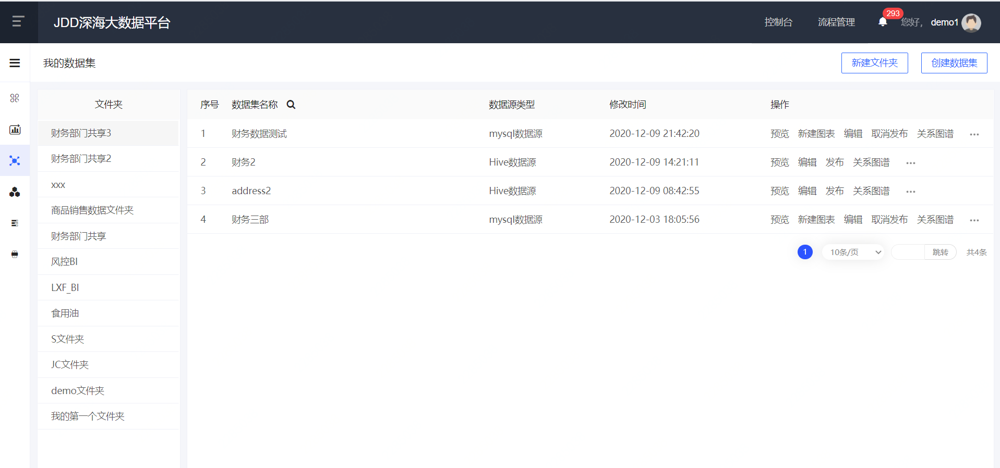 JDD深海大数据平台 控制台 流程管理 293 您好, demo1
我的数据集 新建文件夹 创建数据集
文件夹
财务部门共享3
财务部门共享2
xxx
商品销售数据文件夹
财务部门共享
风控BI
LXF_BI
食用油
S文件夹
JC文件夹
demo文件夹
我的第一个文件夹
序号 数据集名称 数据源类型 修改时间 操作
1 财务数据测试 mysql数据源 2020-12-09 21:42:20 预览 新建图表 编辑 取消发布 关系图谱 ...
2 财务2 Hive数据源 2020-12-09 14:21:11 预览 编辑 发布 关系图谱 ...
3 address2 Hive数据源 2020-12-09 08:42:55 预览 编辑 发布 关系图谱 ...
4 财务三部 mysql数据源 2020-12-03 18:05:56 预览 新建图表 编辑 取消发布 关系图谱 ...
1 10条/页 跳转 共4条